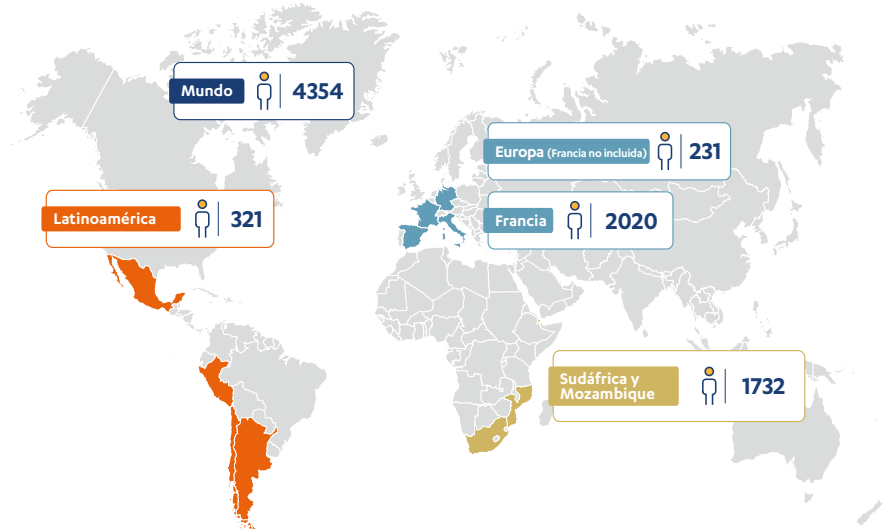 Mundo 4354
Europa (Francia no incluida) 231
Latinoamérica 321
Francia 2020
Sudáfrica y
Mozambique 1732